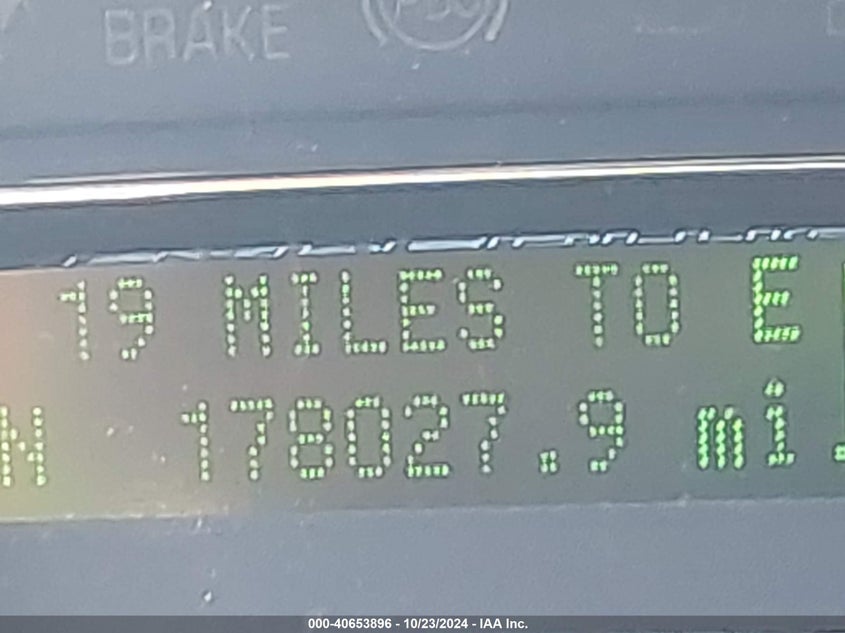 BRAKE
19 MILES TO E
N 178027.9 mi.
000-40653896 - 10/23/2024 - IAA Inc.